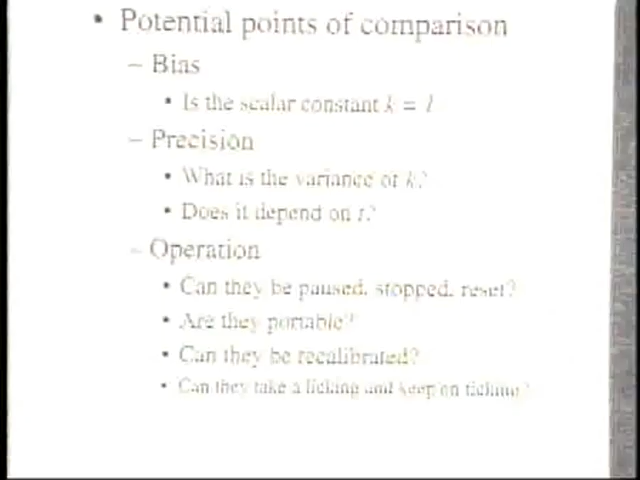 • Potential points of comparison
– Bias
• Is the scalar constant k = 1
– Precision
• What is the variance of k?
• Does it depend on t?
– Operation
• Can they be paused, stopped, reset?
• Are they portable?
• Can they be recalibrated?
• Can they take a licking and keep on ticking?